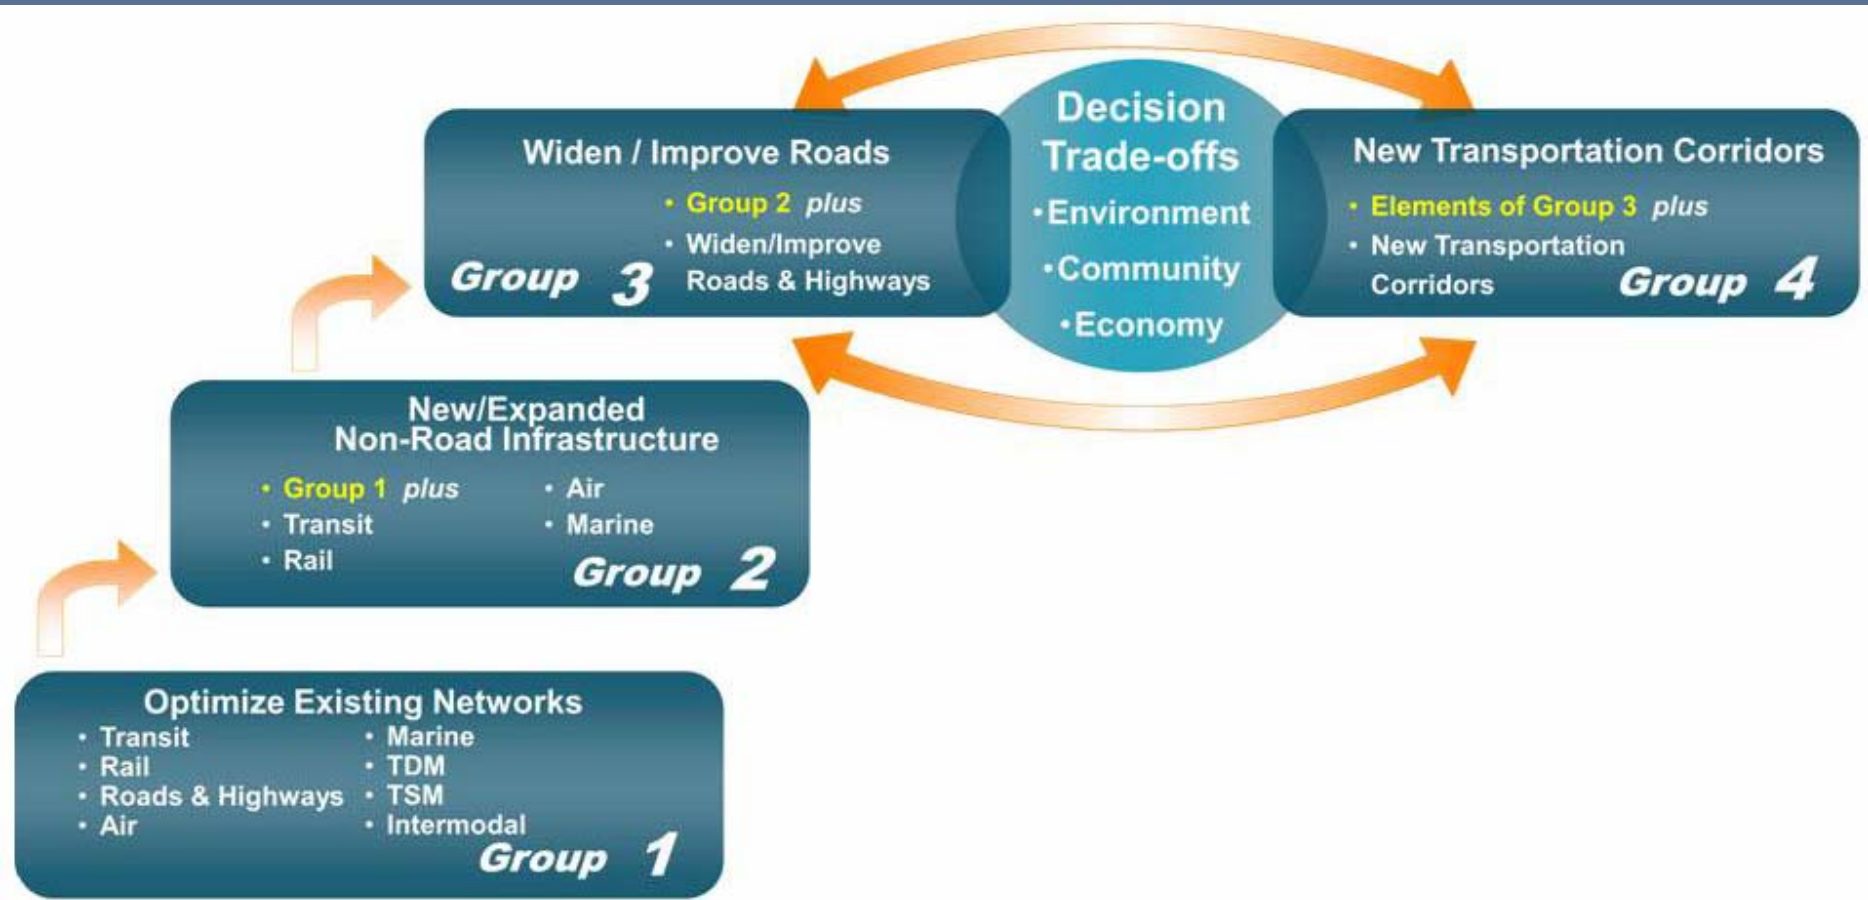 Decision
Trade-offs
•Environment
•Community
•Economy
Widen / Improve Roads
• Group 2 plus
• Widen/Improve
Roads & Highways
Group 3
New Transportation Corridors
• Elements of Group 3 plus
• New Transportation
Corridors
Group 4
New/Expanded
Non-Road Infrastructure
• Group 1 plus
• Transit
• Rail
• Air
• Marine
Group 2
Optimize Existing Networks
• Transit
• Rail
• Roads & Highways
• Air
• Marine
• TDM
• TSM
• Intermodal
Group 1